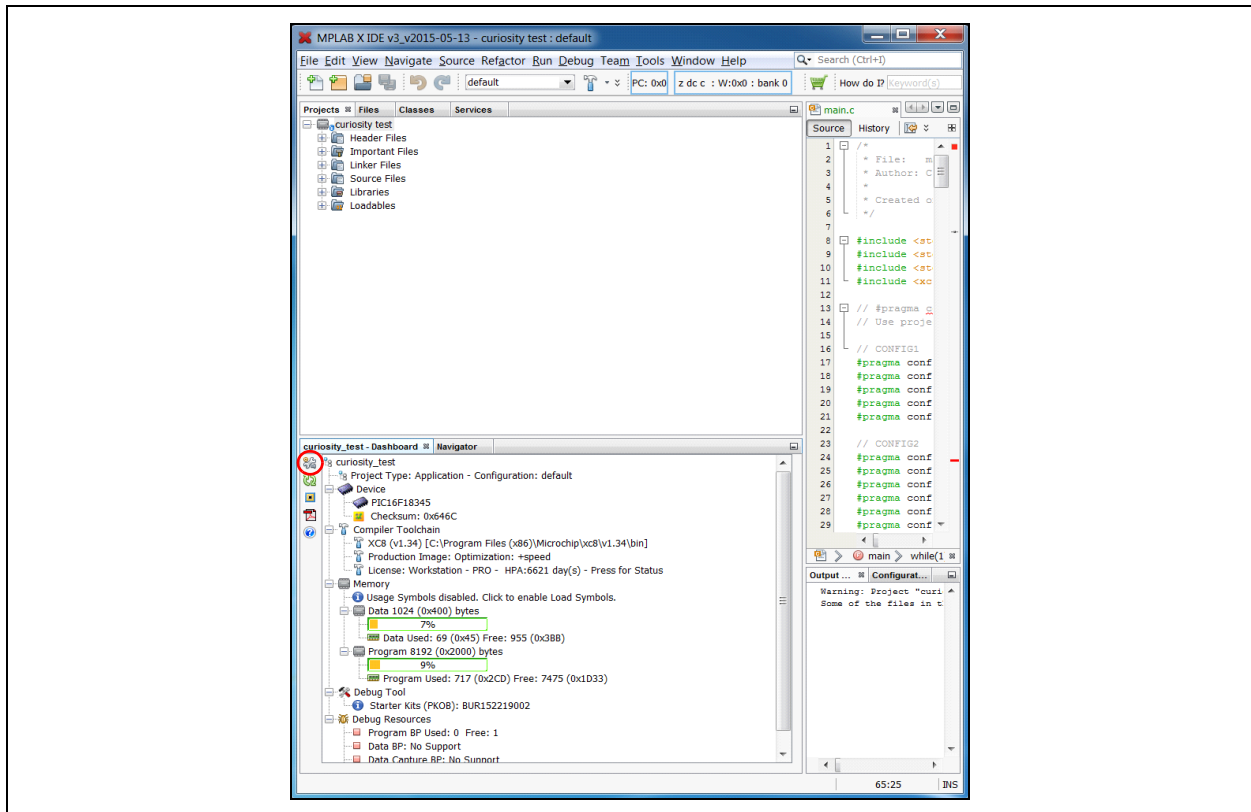 MPLAB X IDE v3_v2015-05-13 - curiosity test : default
File Edit View Navigate Source Refactor Run Debug Team Tools Window Help
Search (Ctrl+I)
default
PC: 0x0
z dc c : W:0x0 : bank 0
How do I? Keyword(s)
Projects Files Classes Services
curiosity test
Header Files
Important Files
Linker Files
Source Files
Libraries
Loadables
main.c
Source History
1 /*
2 * File: m
3 * Author: C
4 *
5 * Created o
6 */
7
8 #include <st
9 #include <st
10 #include <st
11 #include <xc
12
13 // #pragma c
14 // Use proje
15
16 // CONFIG1
17 #pragma conf
18 #pragma conf
19 #pragma conf
20 #pragma conf
21 #pragma conf
22
23 // CONFIG2
24 #pragma conf
25 #pragma conf
26 #pragma conf
27 #pragma conf
28 #pragma conf
29 #pragma conf
main while(1
curiosity_test - Dashboard Navigator
curiosity_test
Project Type: Application - Configuration: default
Device
PIC16F18345
Checksum: 0x646C
Compiler Toolchain
XC8 (v1.34) [C:\Program Files (x86)\Microchip\xc8\v1.34\bin]
Production Image: Optimization: +speed
License: Workstation - PRO - HPA:6621 day(s) - Press for Status
Memory
Usage Symbols disabled. Click to enable Load Symbols.
Data 1024 (0x400) bytes
7%
Data Used: 69 (0x45) Free: 955 (0x3BB)
Program 8192 (0x2000) bytes
9%
Program Used: 717 (0x2CD) Free: 7475 (0x1D33)
Debug Tool
Starter Kits (PKOB): BUR152219002
Debug Resources
Program BP Used: 0 Free: 1
Data BP: No Support
Data Capture BP: No Support
Output ... Configurat...
Warning: Project "curi
Some of the files in t
65:25 INS